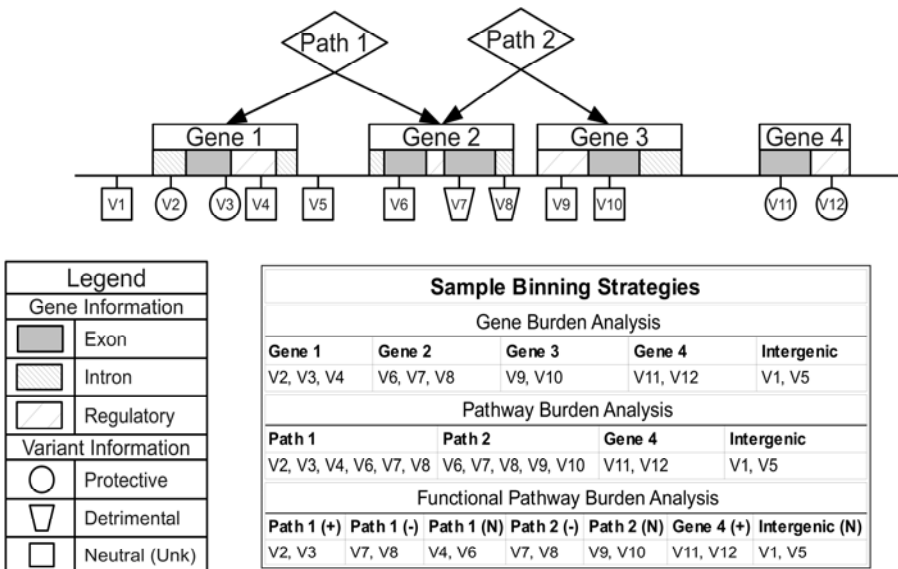 Path 1 Path 2
Gene 1 Gene 2 Gene 3 Gene 4
V1 V2 V3 V4 V5 V6 V7 V8 V9 V10 V11 V12
Legend
Gene Information
Exon
Intron
Regulatory
Variant Information
Protective
Detrimental
Neutral (Unk)
Sample Binning Strategies
Gene Burden Analysis
Gene 1 Gene 2 Gene 3 Gene 4 Intergenic
V2, V3, V4 V6, V7, V8 V9, V10 V11, V12 V1, V5
Pathway Burden Analysis
Path 1 Path 2 Gene 4 Intergenic
V2, V3, V4, V6, V7, V8 V6, V7, V8, V9, V10 V11, V12 V1, V5
Functional Pathway Burden Analysis
Path 1 (+) Path 1 (-) Path 1 (N) Path 2 (-) Path 2 (N) Gene 4 (+) Intergenic (N)
V2, V3 V7, V8 V4, V6 V7, V8 V9, V10 V11, V12 V1, V5